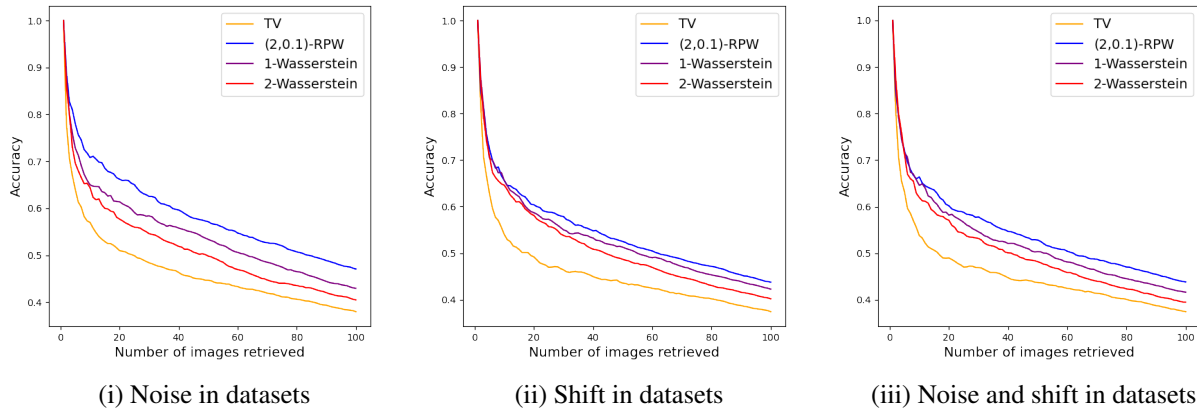 1.0
0.9
0.8
0.7
0.6
0.5
0.4
Accuracy
TV
(2,0.1)-RPW
1-Wasserstein
2-Wasserstein
0 20 40 60 80 100
Number of images retrieved
(i) Noise in datasets
1.0
0.9
0.8
0.7
0.6
0.5
0.4
Accuracy
TV
(2,0.1)-RPW
1-Wasserstein
2-Wasserstein
0 20 40 60 80 100
Number of images retrieved
(ii) Shift in datasets
1.0
0.9
0.8
0.7
0.6
0.5
0.4
Accuracy
TV
(2,0.1)-RPW
1-Wasserstein
2-Wasserstein
0 20 40 60 80 100
Number of images retrieved
(iii) Noise and shift in datasets